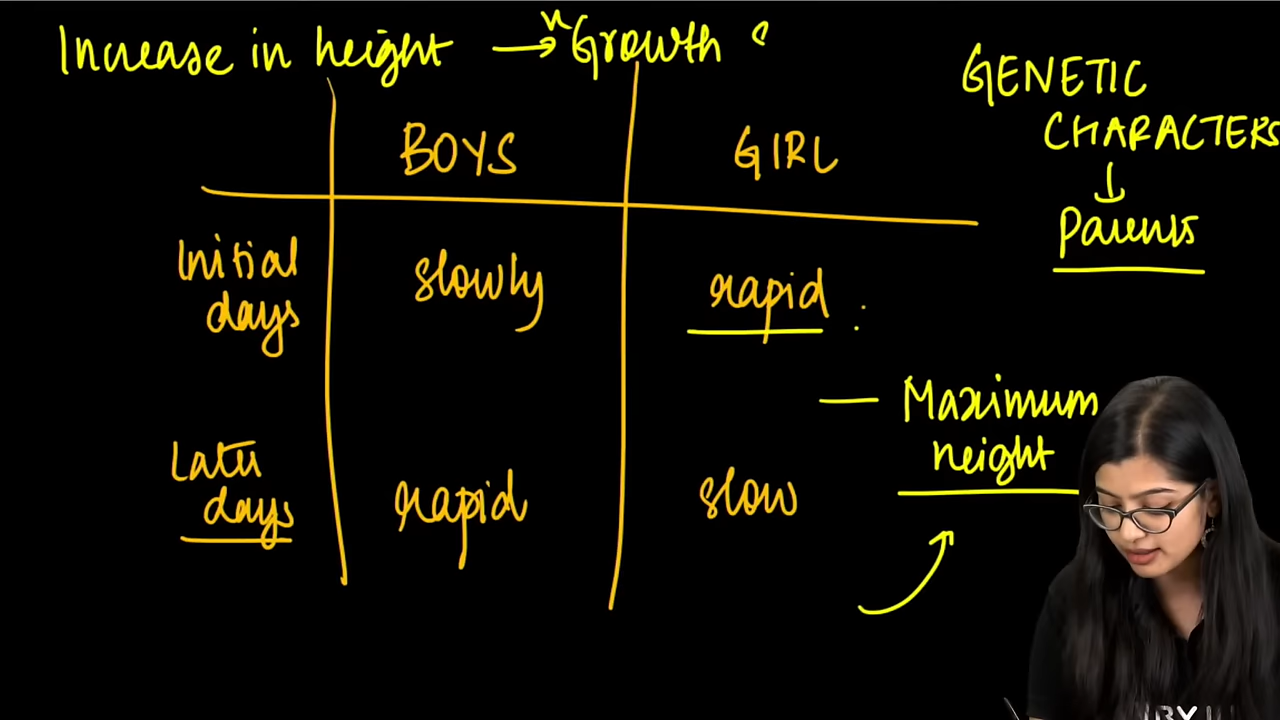 Increase in height → Growth
GENETIC
CHARACTERS
↓
Parents
BOYS GIRL
Initial
days
slowly rapid :
— Maximum
height
Later
days
rapid slow